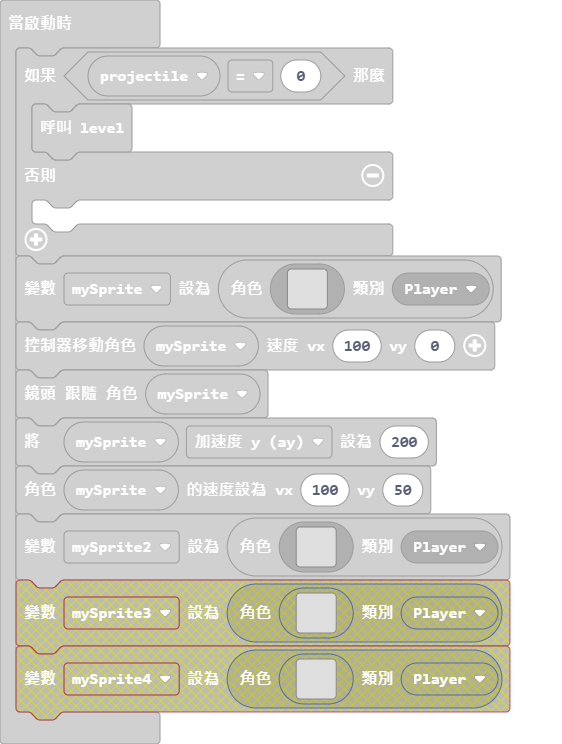 當啟動時
如果 projectile = 0 那麼
呼叫 level
否則
變數 mySprite 設為 角色 類別 Player
控制器移動角色 mySprite 速度 vx 100 vy 0
鏡頭 跟隨 角色 mySprite
將 mySprite 加速度 y (ay) 設為 200
角色 mySprite 的速度設為 vx 100 vy 50
變數 mySprite2 設為 角色 類別 Player
變數 mySprite3 設為 角色 類別 Player
變數 mySprite4 設為 角色 類別 Player